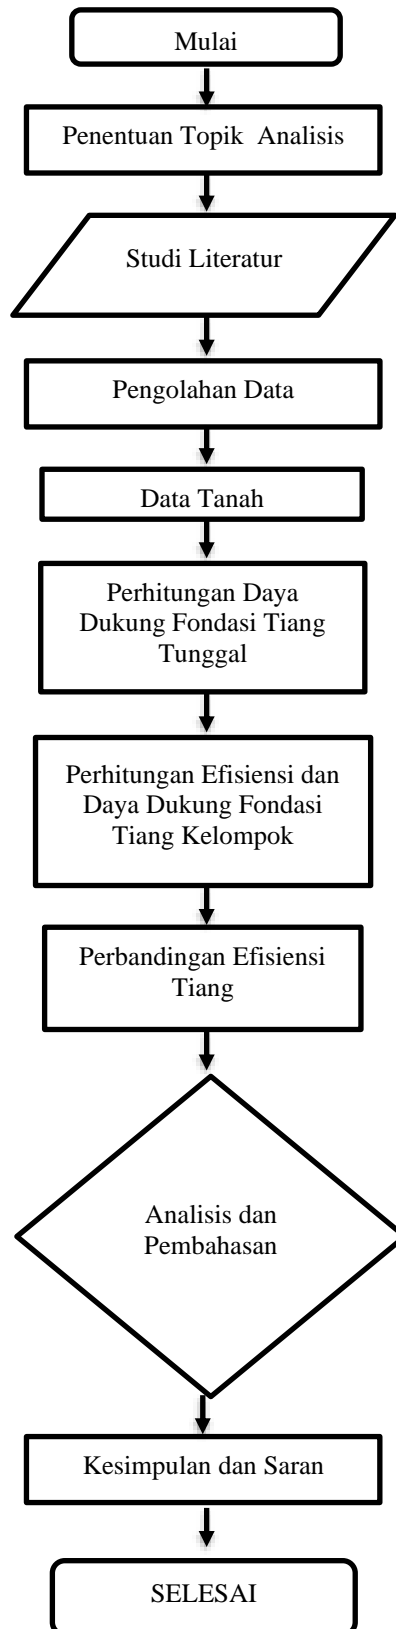 Mulai
Penentuan Topik Analisis
Studi Literatur
Pengolahan Data
Data Tanah
Perhitungan Daya
Dukung Fondasi Tiang
Tunggal
Perhitungan Efisiensi dan
Daya Dukung Fondasi
Tiang Kelompok
Perbandingan Efisiensi
Tiang
Analisis dan
Pembahasan
Kesimpulan dan Saran
SELESAI